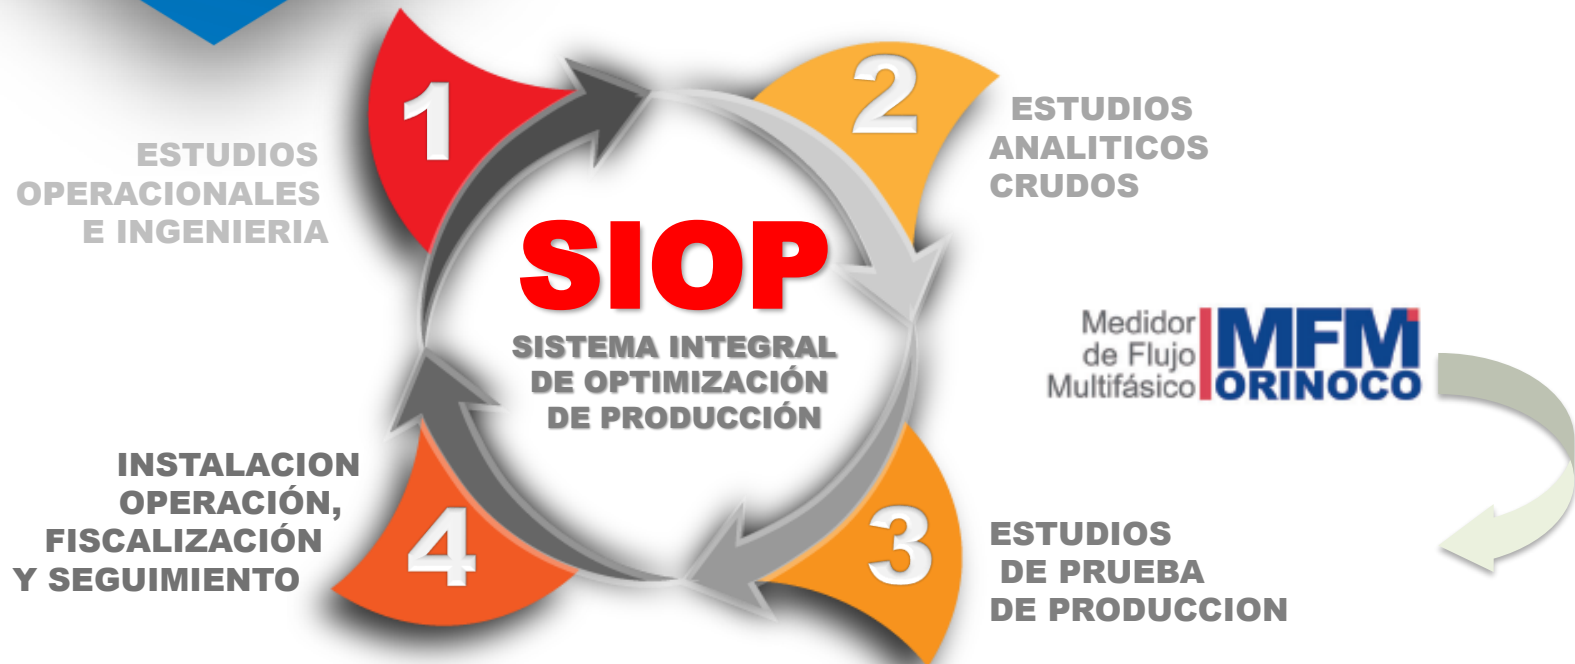 1
ESTUDIOS
OPERACIONALES
E INGENIERIA
2
ESTUDIOS
ANALITICOS
CRUDOS
SIOP
SISTEMA INTEGRAL
DE OPTIMIZACIÓN
DE PRODUCCIÓN
Medidor
de Flujo
Multifásico
MFM
ORINOCO
3
ESTUDIOS
DE PRUEBA
DE PRODUCCION
4
INSTALACION
OPERACIÓN,
FISCALIZACIÓN
Y SEGUIMIENTO